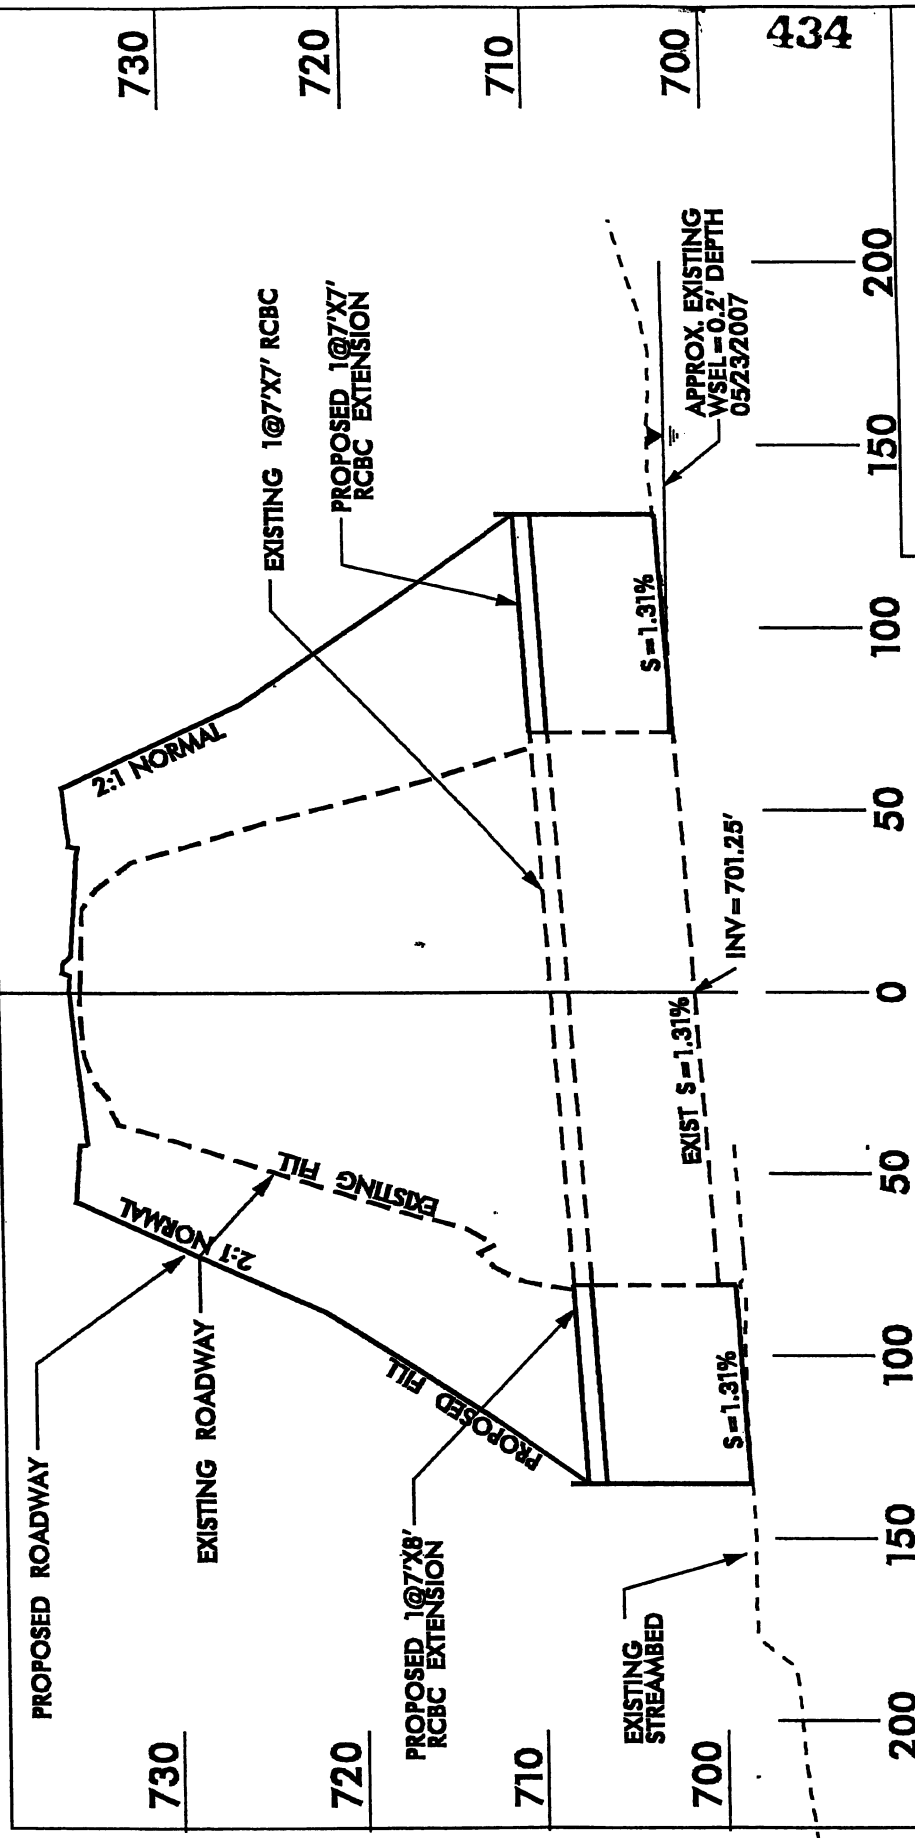 730
720
710
700
434
EXISTING 1@7'X7' RCBC
PROPOSED 1@7'X7'
RCBC EXTENSION
APPROX. EXISTING
WSEL=0.2' DEPTH
05/23/2007
2:1 NORMAL
S=1.31%
INV=701.25'
EXIST S=1.31%
EXISTING FILL
2:1 NORMAL
PROPOSED FILL
S=1.31%
PROPOSED ROADWAY
EXISTING ROADWAY
PROPOSED 1@7'X8'
RCBC EXTENSION
EXISTING
STREAMBED
730
720
710
700
200
150
100
50
0
50
100
150
200